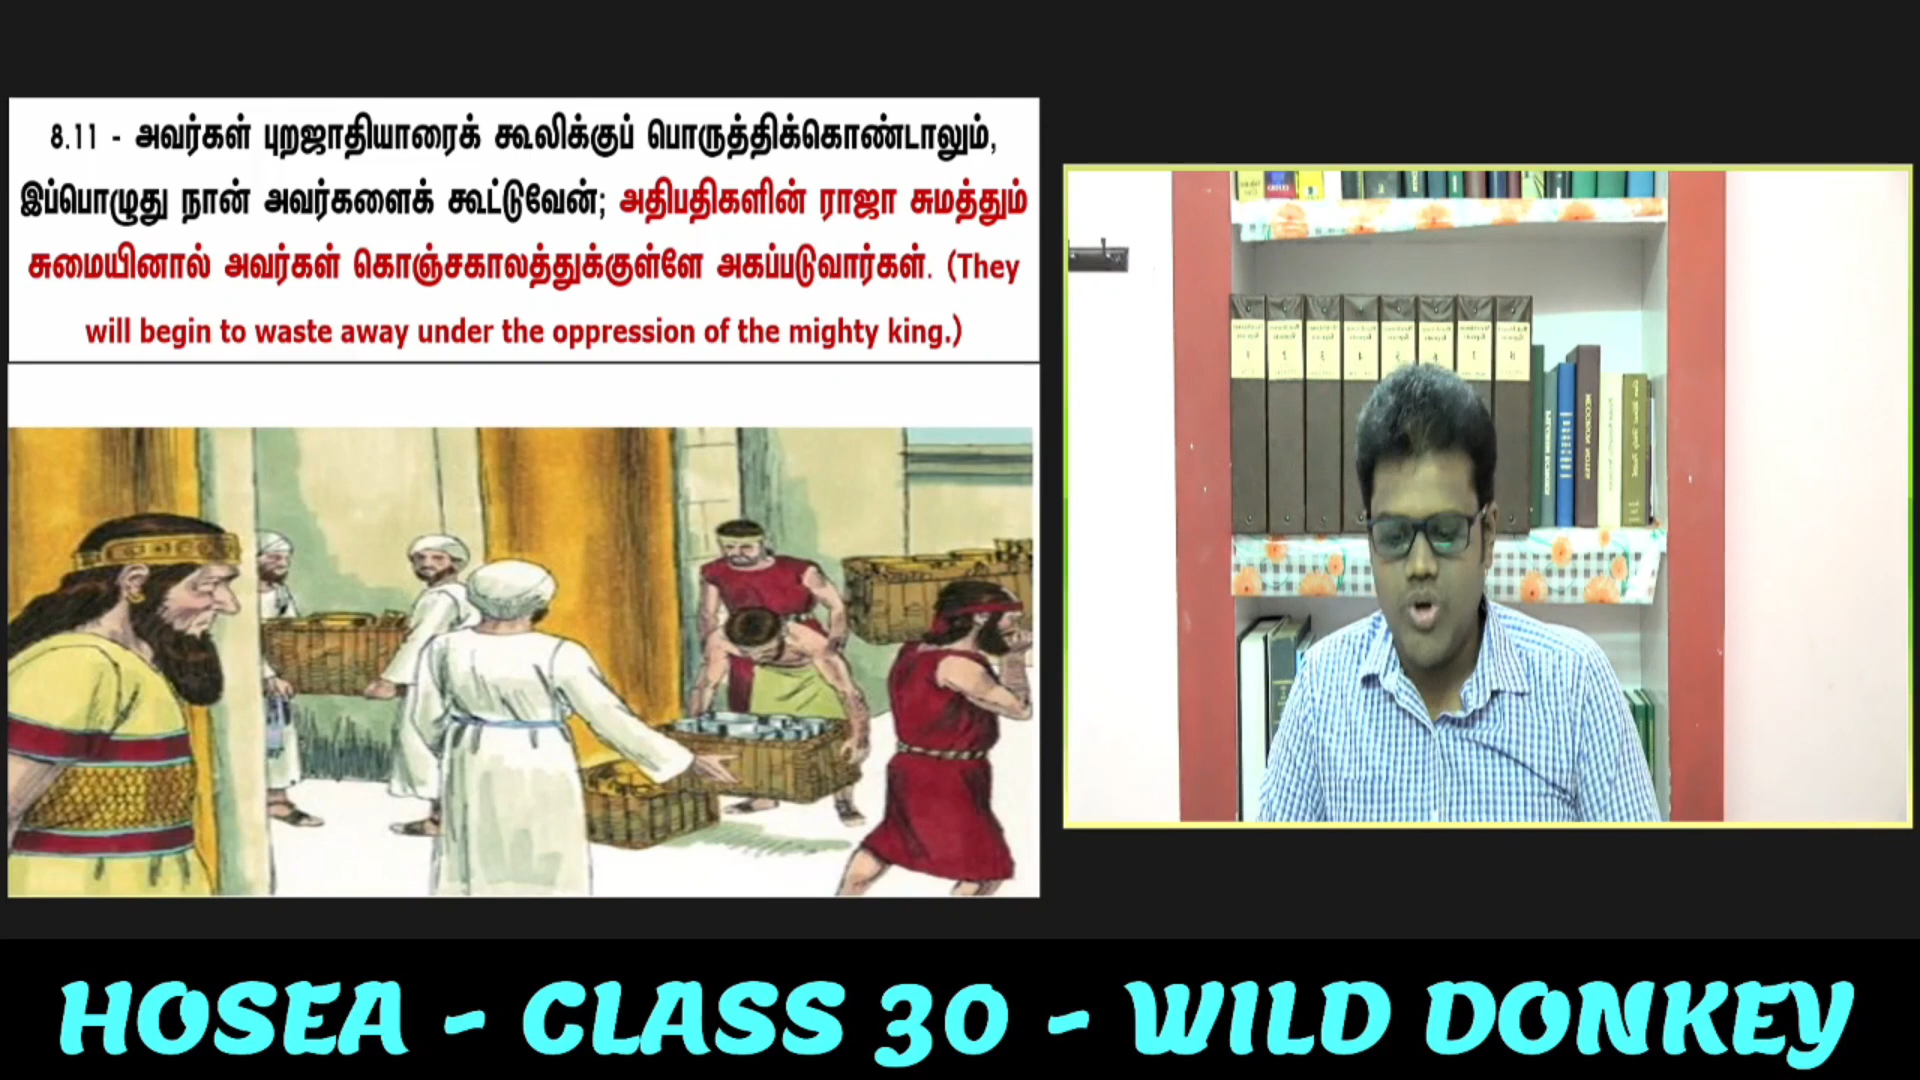 8.11 - அவர்கள் புறஜாதியாரைக் கூலிக்குப் பொருத்திக்கொண்டாலும்,
இப்பொழுது நான் அவர்களைக் கூட்டுவேன்; அதிபதிகளின் ராஜா சுமத்தும்
சுமையினால் அவர்கள் கொஞ்சகாலத்துக்குள்ளே அகப்படுவார்கள். (They
will begin to waste away under the oppression of the mighty king.)
HOSEA - CLASS 30 - WILD DONKEY